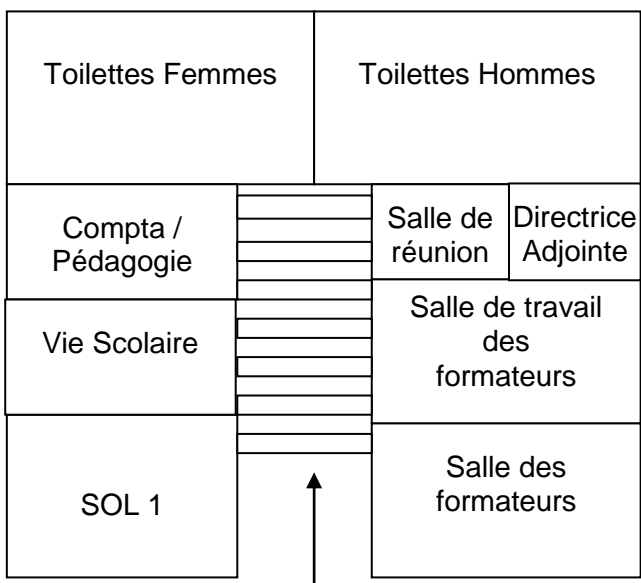 Toilettes Femmes
Toilettes Hommes
Compta /
Pédagogie
Salle de
réunion
Directrice
Adjointe
Vie Scolaire
Salle de travail
des
formateurs
SOL 1
Salle des
formateurs